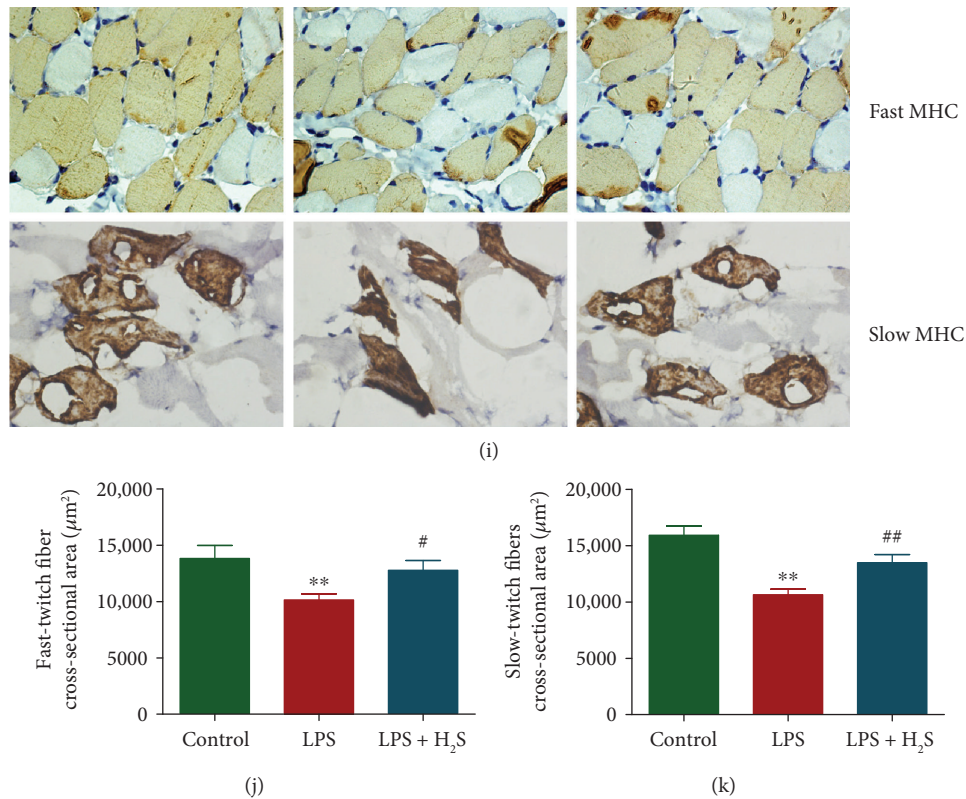 Fast MHC
Slow MHC
(i)
Fast-twitch fiber
cross-sectional area (μm²)
20,000
15,000
10,000
5000
0
**
#
Control
LPS
LPS + H₂S
(j)
Slow-twitch fibers
cross-sectional area (μm²)
20,000
15,000
10,000
5000
0
**
##
Control
LPS
LPS + H₂S
(k)